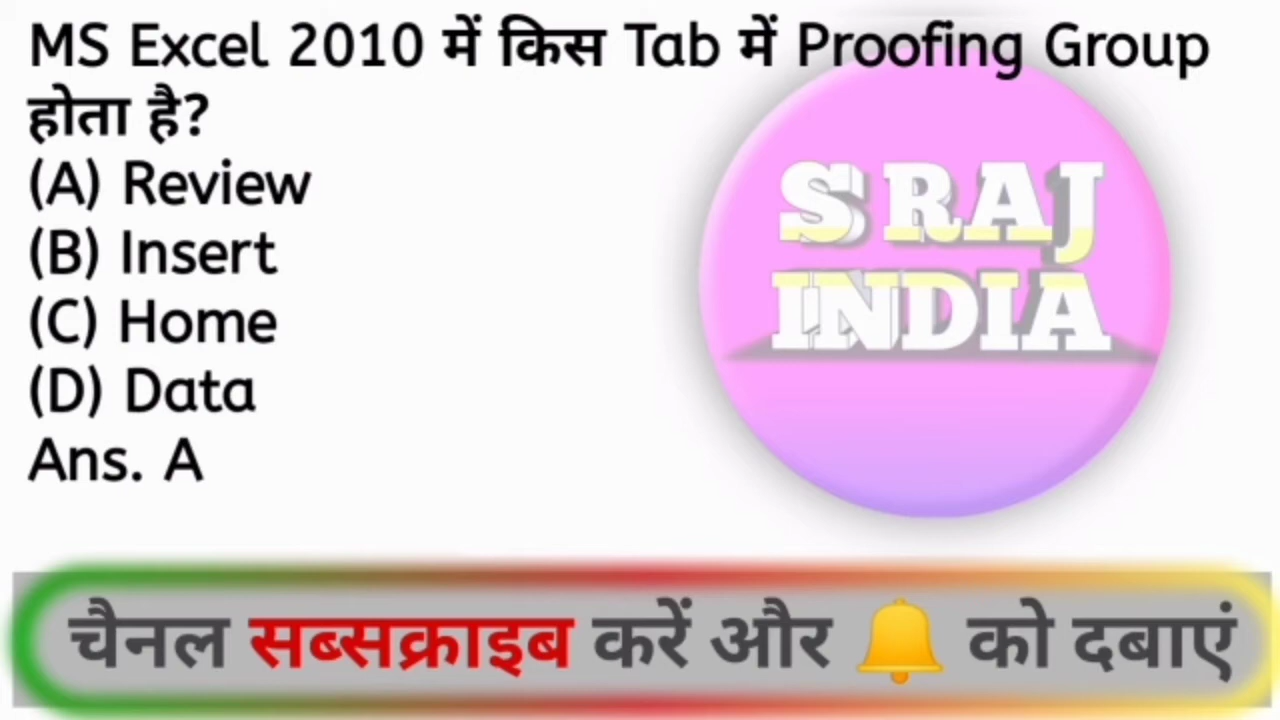 MS Excel 2010 में किस Tab में Proofing Group
होता है?
(A) Review
(B) Insert
(C) Home
(D) Data
Ans. A
S RAJ
INDIA
चैनल सब्सक्राइब करें और 🔔 को दबाएं